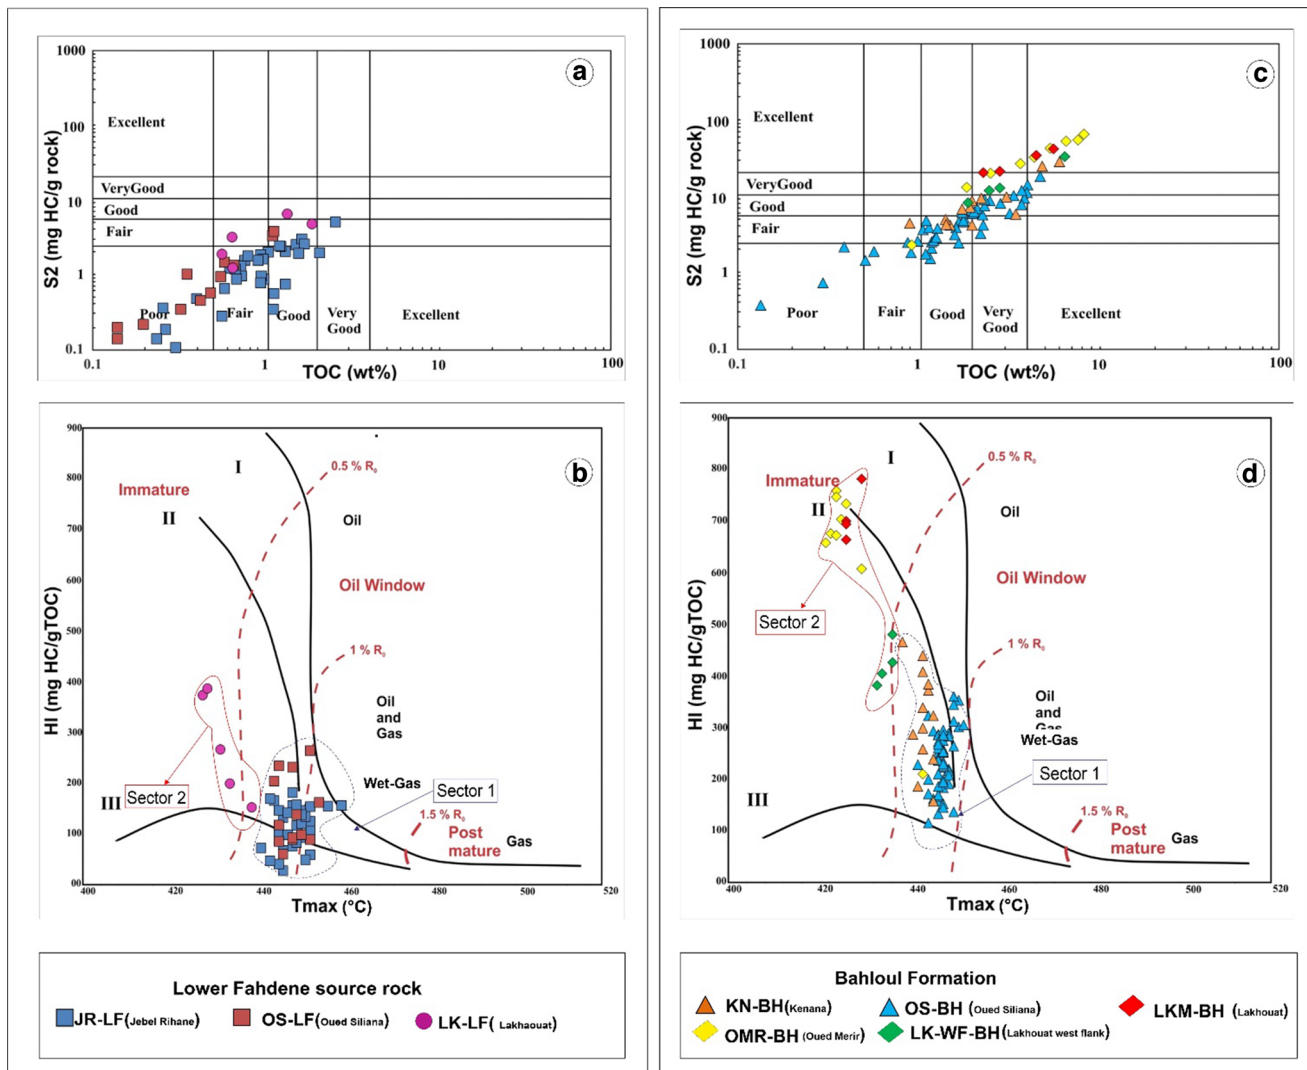 a
1000
100
10
1
0.1
S2 (mg HC/g rock)
Excellent
VeryGood
Good
Fair
Poor
Fair
Good
Very
Good
Excellent
0.1
1
10
100
TOC (wt%)
c
1000
100
10
1
0.1
S2 (mg HC/g rock)
Excellent
VeryGood
Good
Fair
Poor
Fair
Good
Very
Good
Excellent
0.1
1
10
100
TOC (wt%)
b
900
800
700
600
500
400
300
200
100
00
HI (mg HC/gTOC)
I
II
III
Immature
0.5 % R₀
Oil
Oil Window
1 % R₀
Oil
and
Gas
Wet-Gas
Sector 1
Sector 2
1.5 % R₀
Post
mature
Gas
400
420
440
460
480
500
520
Tmax (°C)
d
900
800
700
600
500
400
300
200
100
00
HI (mg HC/gTOC)
I
Immature
II
III
0.5 % R₀
Oil
Oil Window
Sector 2
1 % R₀
Oil
and
Gas
Wet-Gas
Sector 1
1.5 % R₀
Post
mature
Gas
400
420
440
460
480
500
520
Tmax (°C)
Lower Fahdene source rock
JR-LF(Jebel Rihane) OS-LF(Oued Siliana) LK-LF( Lakhaouat)
Bahloul Formation
KN-BH(Kenana) OS-BH (Oued Siliana) LKM-BH (Lakhouat)
OMR-BH (Oued Merir) LK-WF-BH(Lakhouat west flank)